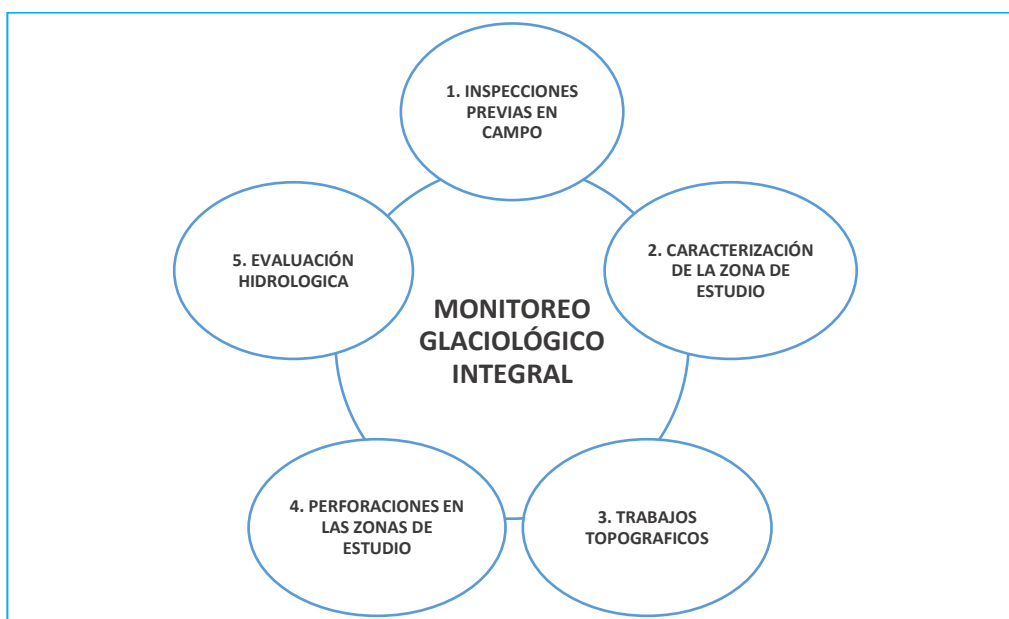 1. INSPECCIONES
PREVIAS EN
CAMPO
2. CARACTERIZACIÓN
DE LA ZONA DE
ESTUDIO
3. TRABAJOS
TOPOGRAFICOS
4. PERFORACIONES EN
LAS ZONAS DE
ESTUDIO
5. EVALUACIÓN
HIDROLOGICA
MONITOREO
GLACIOLÓGICO
INTEGRAL